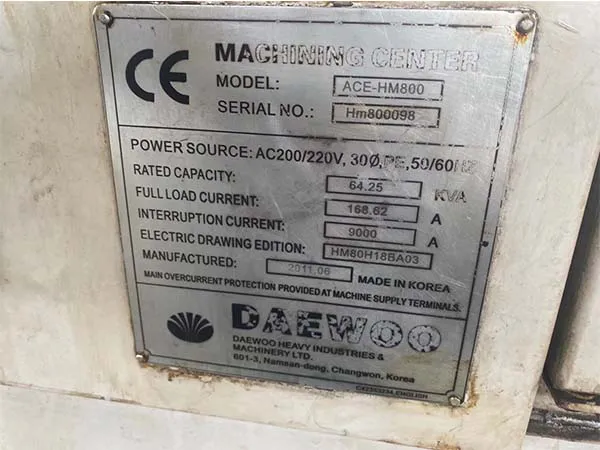 CE MACHINING CENTER
MODEL: ACE-HM800
SERIAL NO.: Hm800098
POWER SOURCE: AC200/220V, 3OØ,PE,50/60HZ
RATED CAPACITY: 64.25 KVA
FULL LOAD CURRENT: 168.62 A
INTERRUPTION CURRENT: 9000 A
ELECTRIC DRAWING EDITION: HM80H18BA03
MANUFACTURED: 2011.06 MADE IN KOREA
MAIN OVERCURRENT PROTECTION PROVIDED AT MACHINE SUPPLY TERMINALS.
DAEWOO
DAEWOO HEAVY INDUSTRIES &
MACHINERY LTD.
601-3, Namsan-dong, Changwon, Korea